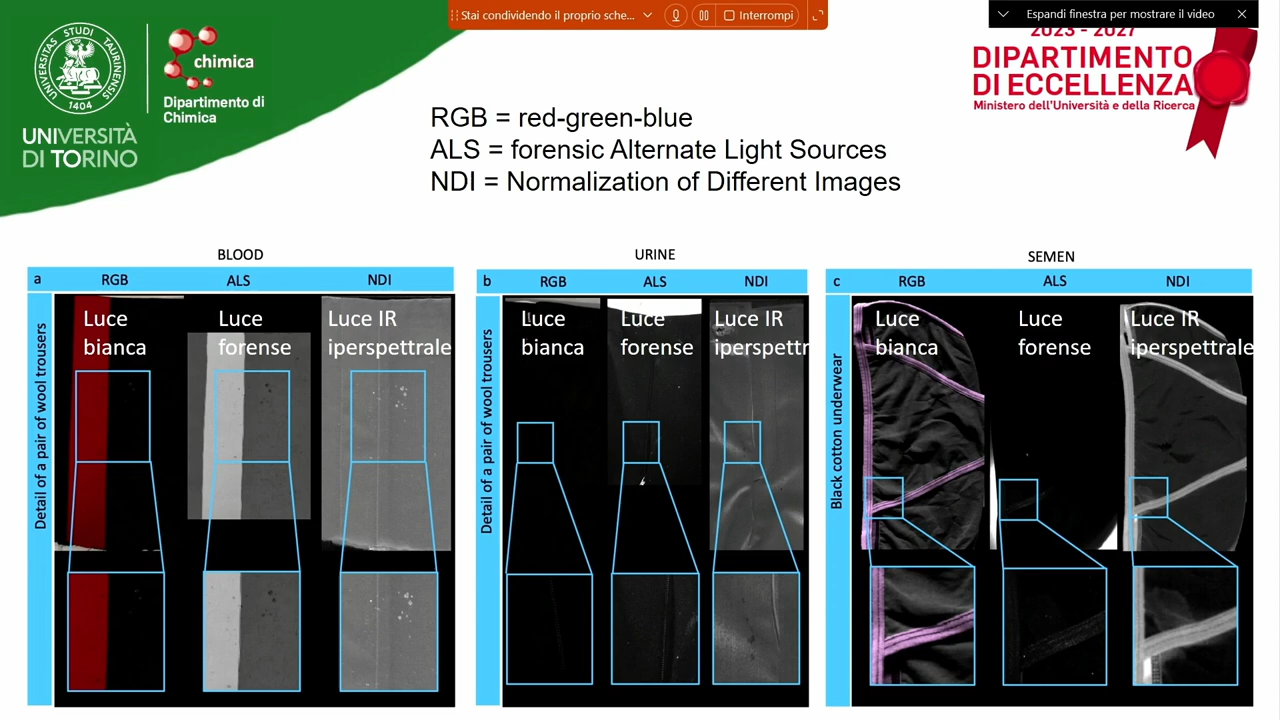 Stai condividendo il proprio sche...
Interrompi
Espandi finestra per mostrare il video
UNIVERSITAS STUDII TAURINENSIS
1404
UNIVERSITÀ
DI TORINO
chimica
Dipartimento di
Chimica
2023 - 2027
DIPARTIMENTO
DI ECCELLENZA
Ministero dell'Università e della Ricerca
RGB = red-green-blue
ALS = forensic Alternate Light Sources
NDI = Normalization of Different Images
BLOOD
a RGB ALS NDI
Detail of a pair of wool trousers
Luce
bianca
Luce
forense
Luce IR
iperspettrale
URINE
b RGB ALS NDI
Detail of a pair of wool trousers
Luce
bianca
Luce
forense
Luce IR
iperspettr
SEMEN
c RGB ALS NDI
Black cotton underwear
Luce
bianca
Luce
forense
Luce IR
iperspettrale